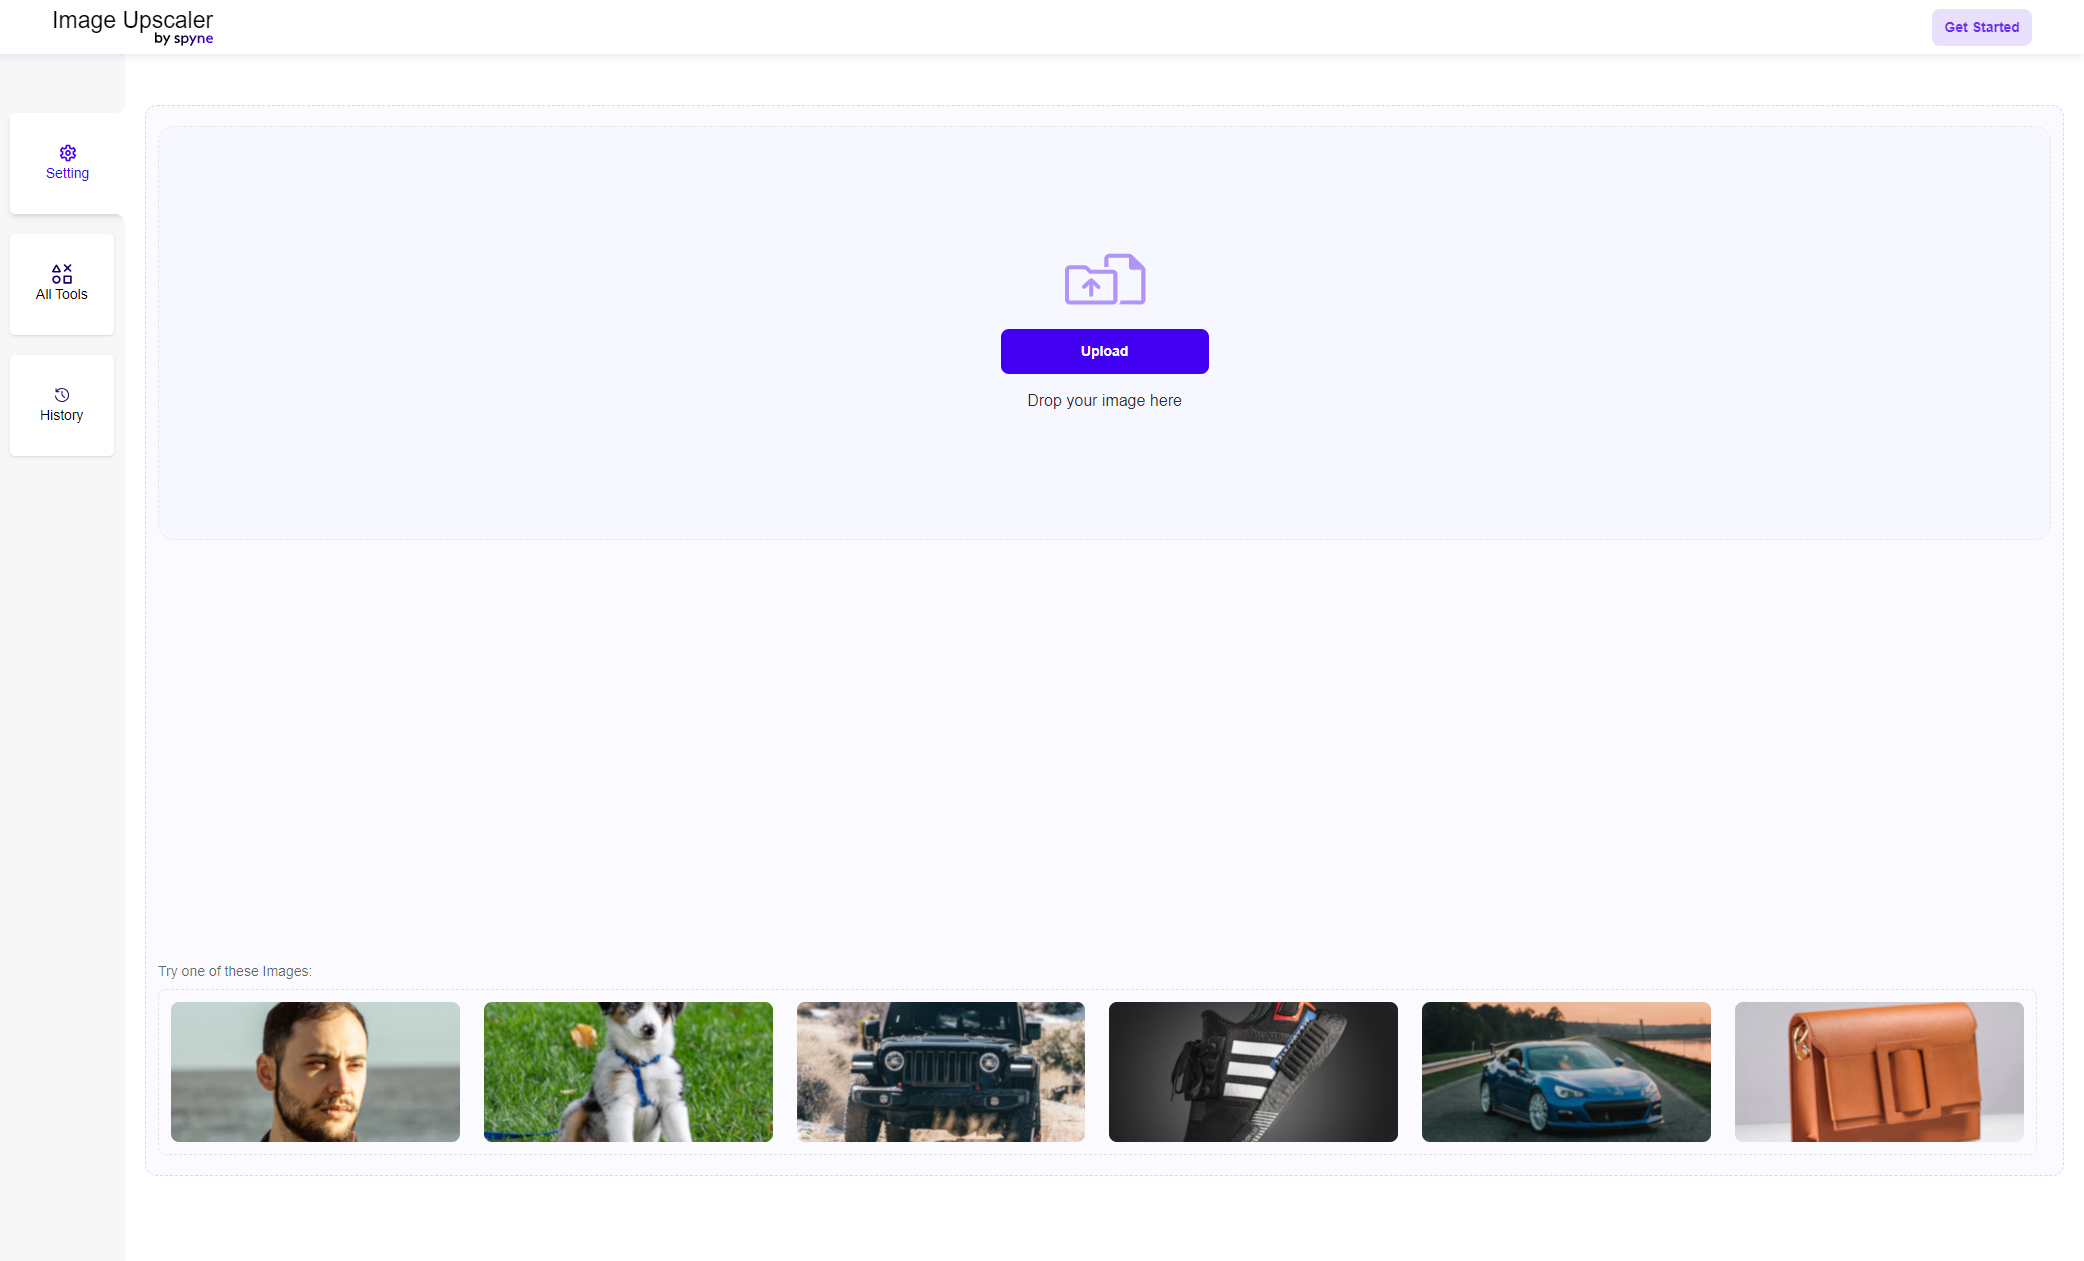 Image Upscaler
by spyne
Get Started
Setting
All Tools
History
Upload
Drop your image here
Try one of these Images: